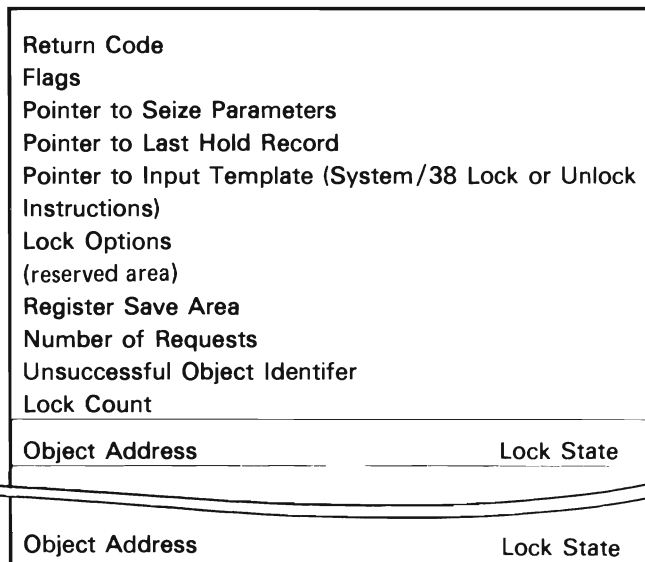 Return Code
Flags
Pointer to Seize Parameters
Pointer to Last Hold Record
Pointer to Input Template (System/38 Lock or Unlock
Instructions)
Lock Options
(reserved area)
Register Save Area
Number of Requests
Unsuccessful Object Identifer
Lock Count
Object Address Lock State
Object Address Lock State